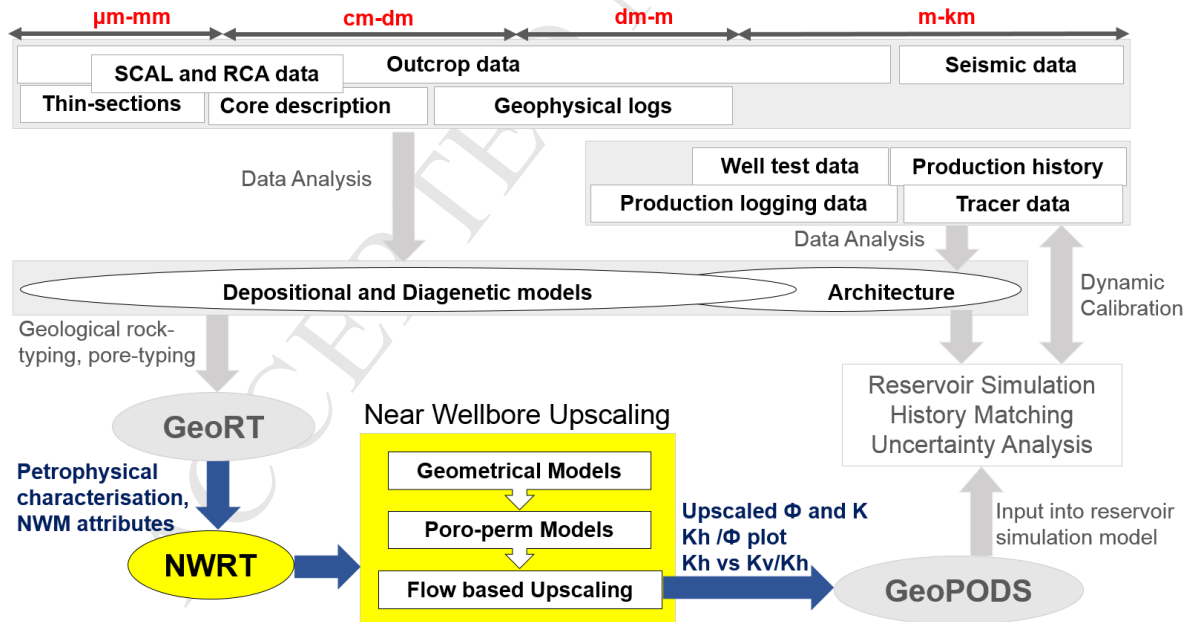 µm-mm
cm-dm
dm-m
m-km
Outcrop data
Seismic data
SCAL and RCA data
Thin-sections
Core description
Geophysical logs
Data Analysis
Well test data
Production history
Production logging data
Tracer data
Data Analysis
Dynamic
Calibration
Depositional and Diagenetic models
Architecture
Geological rock-
typing, pore-typing
GeoRT
Near Wellbore Upscaling
Reservoir Simulation
History Matching
Uncertainty Analysis
Petrophysical
characterisation,
NWM attributes
Geometrical Models
Poro-perm Models
Flow based Upscaling
NWRT
Upscaled Φ and K
Kh /Φ plot
Kh vs Kv/Kh
Input into reservoir
simulation model
GeoPODS